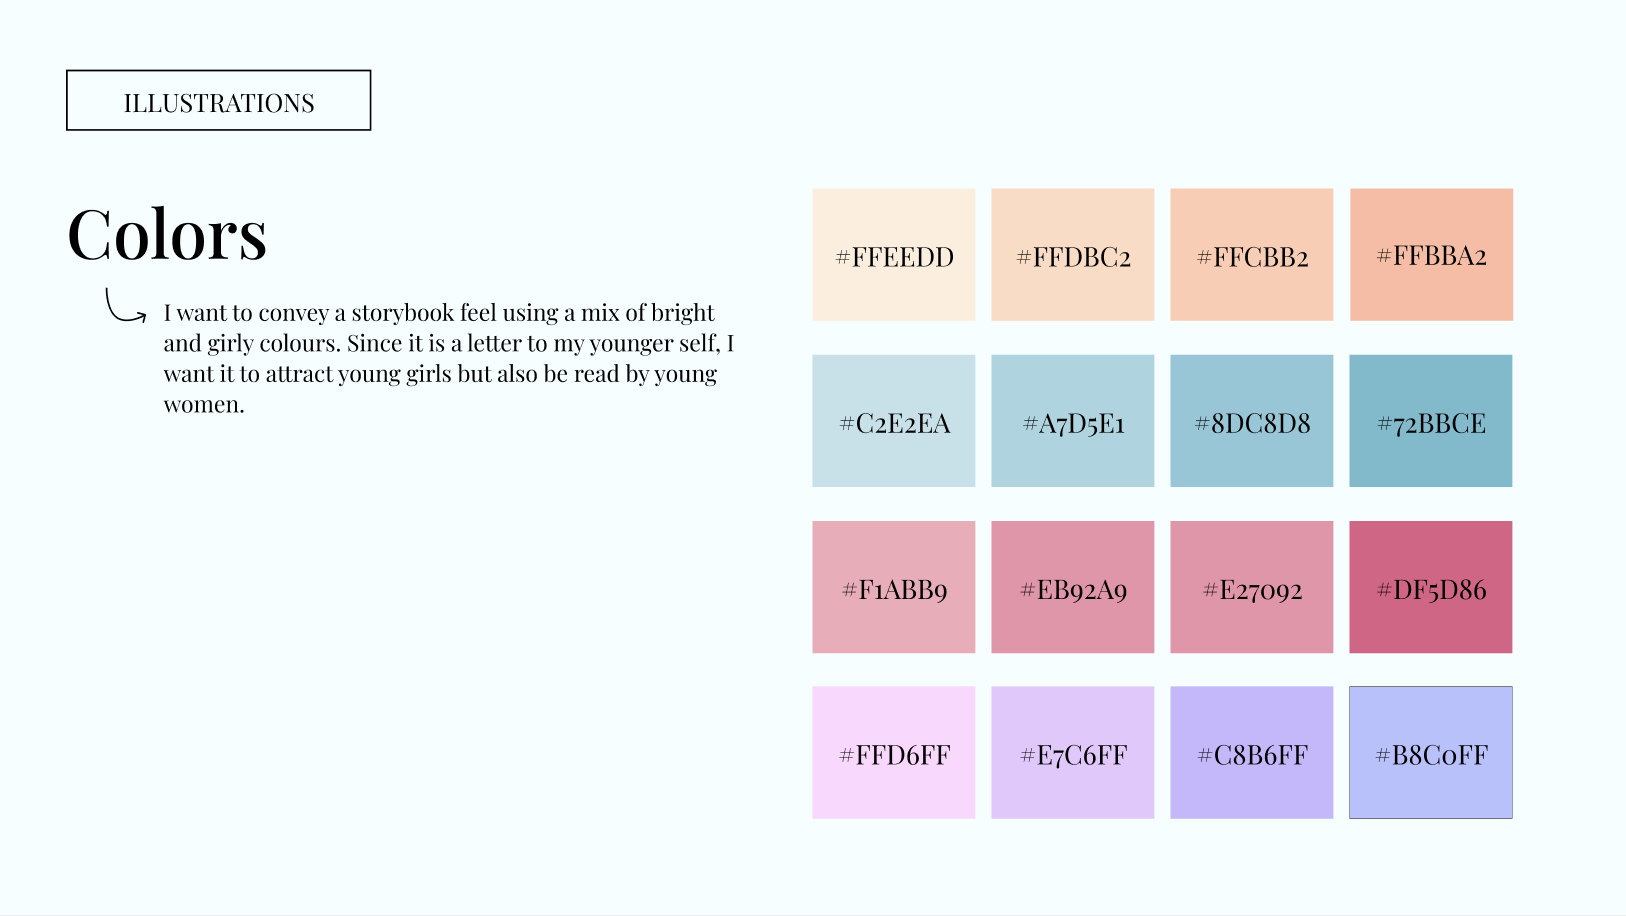 ILLUSTRATIONS
Colors
I want to convey a storybook feel using a mix of bright
and girly colours. Since it is a letter to my younger self, I
want it to attract young girls but also be read by young
women.
#FFEEDD #FFDBC2 #FFCBB2 #FFBBA2
#C2E2EA #A7D5E1 #8DC8D8 #72BBCE
#F1ABB9 #EB92A9 #E27092 #DF5D86
#FFD6FF #E7C6FF #C8B6FF #B8C0FF